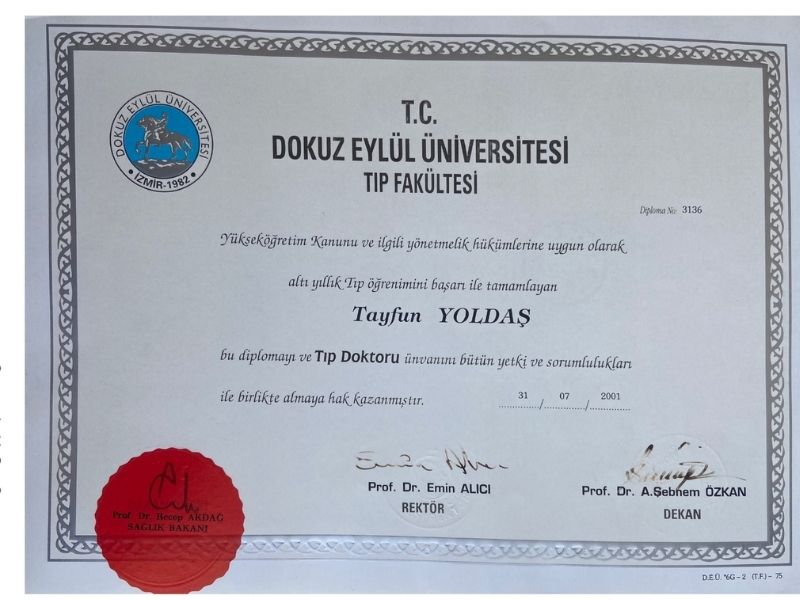 DOKUZ EYLÜL ÜNİVERSİTESİ
İZMİR-1982
T.C.
DOKUZ EYLÜL ÜNİVERSİTESİ
TIP FAKÜLTESİ
Diploma No: 3136
Yükseköğretim Kanunu ve ilgili yönetmelik hükümlerine uygun olarak
altı yıllık Tıp öğrenimini başarı ile tamamlayan
Tayfun YOLDAŞ
bu diplomayı ve Tıp Doktoru ünvanını bütün yetki ve sorumlulukları
ile birlikte almaya hak kazanmıştır.
31 / 07 / 2001
Prof. Dr. Emin ALICI
REKTÖR
Prof. Dr. A.Şebnem ÖZKAN
DEKAN
Prof. Dr. Recep AKDAĞ
SAĞLIK BAKANI
D.E.Ü. *6G - 2 (T.F.) - 75